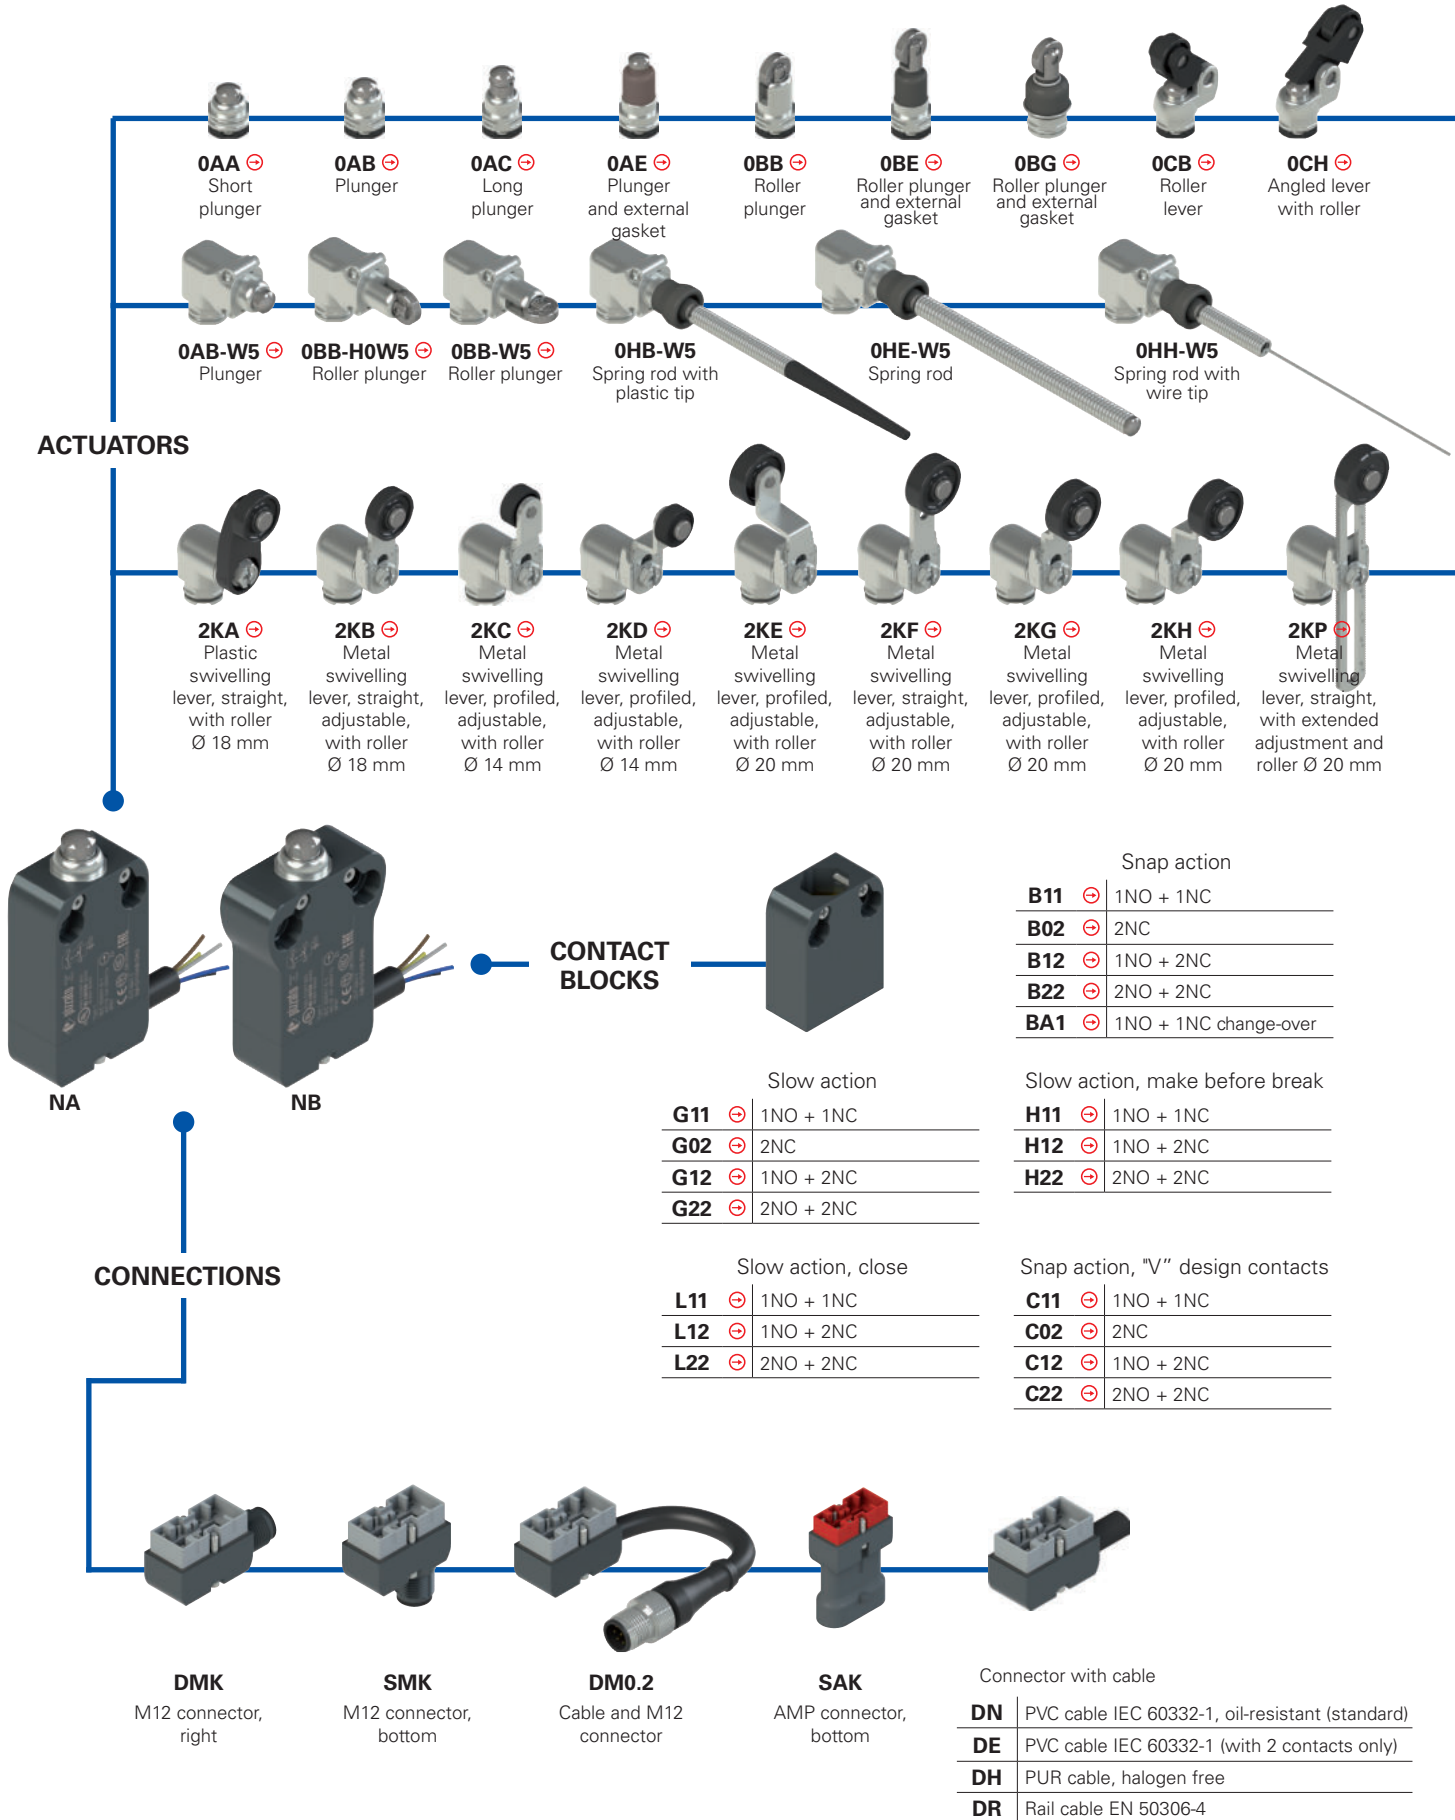 0AA
Short
plunger
0AB
Plunger
0AC
Long
plunger
0AE
Plunger
and external
gasket
0BB
Roller
plunger
0BE
Roller plunger
and external
gasket
0BG
Roller plunger
and external
gasket
0CB
Roller
lever
0CH
Angled lever
with roller
0AB-W5
Plunger
0BB-H0W5
Roller plunger
0BB-W5
Roller plunger
0HB-W5
Spring rod with
plastic tip
0HE-W5
Spring rod
0HH-W5
Spring rod with
wire tip
ACTUATORS
2KA
Plastic
swivelling
lever, straight,
with roller
Ø 18 mm
2KB
Metal
swivelling
lever, straight,
adjustable,
with roller
Ø 18 mm
2KC
Metal
swivelling
lever, profiled,
adjustable,
with roller
Ø 14 mm
2KD
Metal
swivelling
lever, profiled,
adjustable,
with roller
Ø 14 mm
2KE
Metal
swivelling
lever, profiled,
adjustable,
with roller
Ø 20 mm
2KF
Metal
swivelling
lever, straight,
adjustable,
with roller
Ø 20 mm
2KG
Metal
swivelling
lever, profiled,
adjustable,
with roller
Ø 20 mm
2KH
Metal
swivelling
lever, profiled,
adjustable,
with roller
Ø 20 mm
2KP
Metal
swivelling
lever, straight,
with extended
adjustment and
roller Ø 20 mm
NA
NB
CONTACT
BLOCKS
Snap action
B11 1NO + 1NC
B02 2NC
B12 1NO + 2NC
B22 2NO + 2NC
BA1 1NO + 1NC change-over
Slow action
G11 1NO + 1NC
G02 2NC
G12 1NO + 2NC
G22 2NO + 2NC
Slow action, make before break
H11 1NO + 1NC
H12 1NO + 2NC
H22 2NO + 2NC
Slow action, close
L11 1NO + 1NC
L12 1NO + 2NC
L22 2NO + 2NC
Snap action, "V” design contacts
C11 1NO + 1NC
C02 2NC
C12 1NO + 2NC
C22 2NO + 2NC
CONNECTIONS
DMK
M12 connector,
right
SMK
M12 connector,
bottom
DM0.2
Cable and M12
connector
SAK
AMP connector,
bottom
Connector with cable
DN PVC cable IEC 60332-1, oil-resistant (standard)
DE PVC cable IEC 60332-1 (with 2 contacts only)
DH PUR cable, halogen free
DR Rail cable EN 50306-4